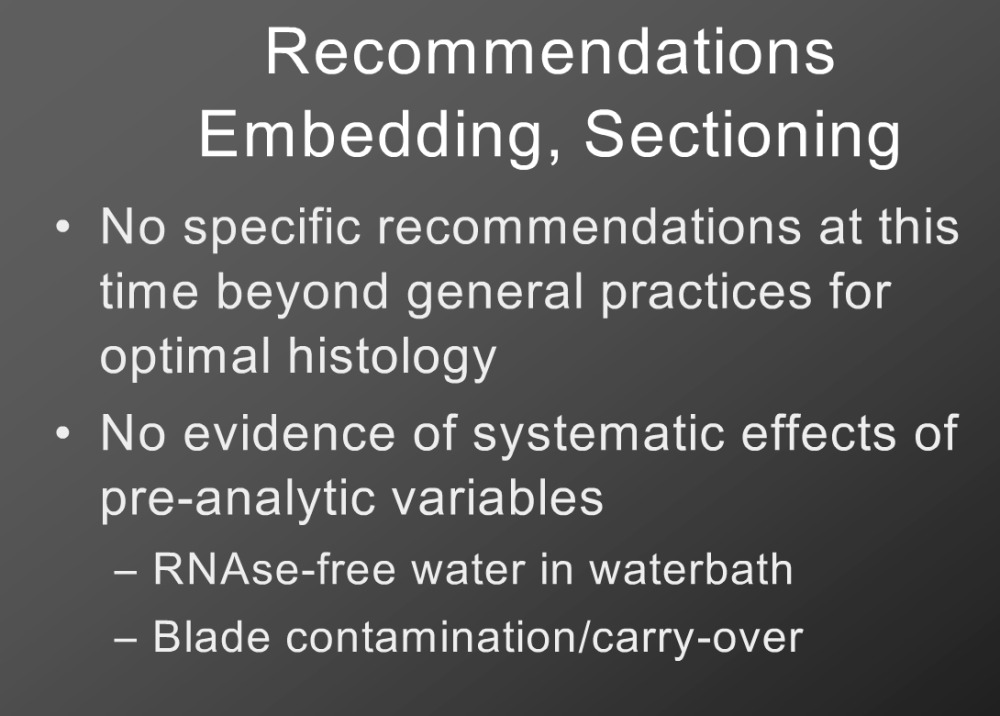 Recommendations
Embedding, Sectioning
• No specific recommendations at this
time beyond general practices for
optimal histology
• No evidence of systematic effects of
pre-analytic variables
– RNAse-free water in waterbath
– Blade contamination/carry-over